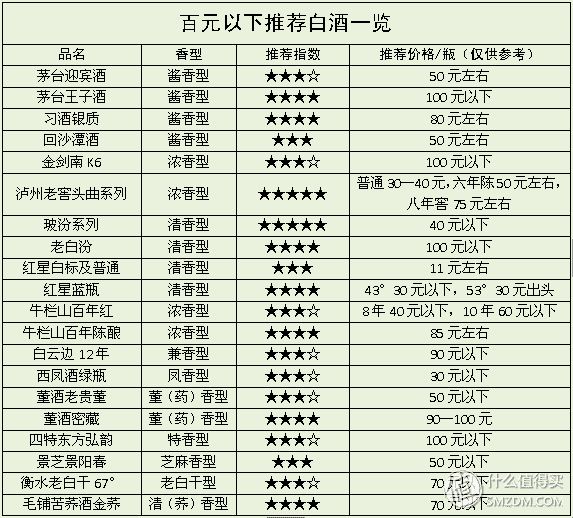 百元以下推荐白酒一览
品名 香型 推荐指数 推荐价格/瓶（仅供参考）
茅台迎宾酒 酱香型 ★★★☆ 50 元左右
茅台王子酒 酱香型 ★★★★ 100 元以下
习酒银质 酱香型 ★★★★ 80 元左右
回沙潭酒 酱香型 ★★★ 50 元左右
金剑南 K6 浓香型 ★★★☆ 100 元以下
泸州老窖头曲系列 浓香型 ★★★★★ 普通 30—40 元，六年陈 50 元左右，
八年窖 75 元左右
玻汾系列 清香型 ★★★★★ 40 元以下
老白汾 清香型 ★★★★ 100 元以下
红星白标及普通 清香型 ★★★ 11 元左右
红星蓝瓶 清香型 ★★★★ 43° 30 元以下，53° 30 元出头
牛栏山百年红 浓香型 ★★★☆ 8 年 40 元以下，10 年 60 元以下
牛栏山百年陈酿 浓香型 ★★★★ 85 元左右
白云边 12 年 兼香型 ★★★☆ 90 元以下
西凤酒绿瓶 凤香型 ★★★☆ 30 元以下
董酒老贵董 董（药）香型 ★★★☆ 50 元以下
董酒密藏 董（药）香型 ★★★★ 90—100 元
四特东方弘韵 特香型 ★★★☆ 100 元以下
景芝景阳春 芝麻香型 ★★★ 50 元以下
衡水老白干 67° 老白干型 ★★★☆ 70 元以下
毛铺苦荞酒金荞 清（荞）香型 ★★★★ 70 元以下
值 什么值得买
SMZDM.COM